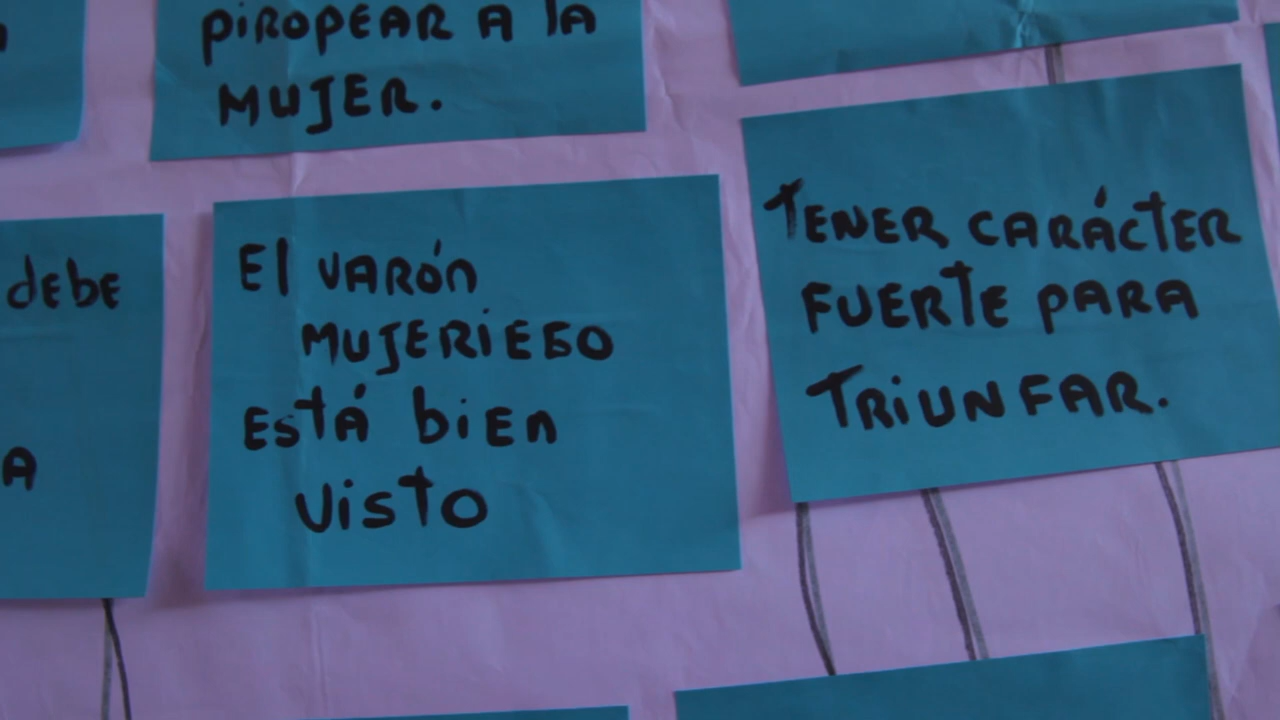 piROPEAR A lA
MUJER.
debe
A
El VARÓn
MUJERiEGO
EstÁ biEn
Visto
TENER CARÁCTER
FUERTE PARA
TRiUNFAR.